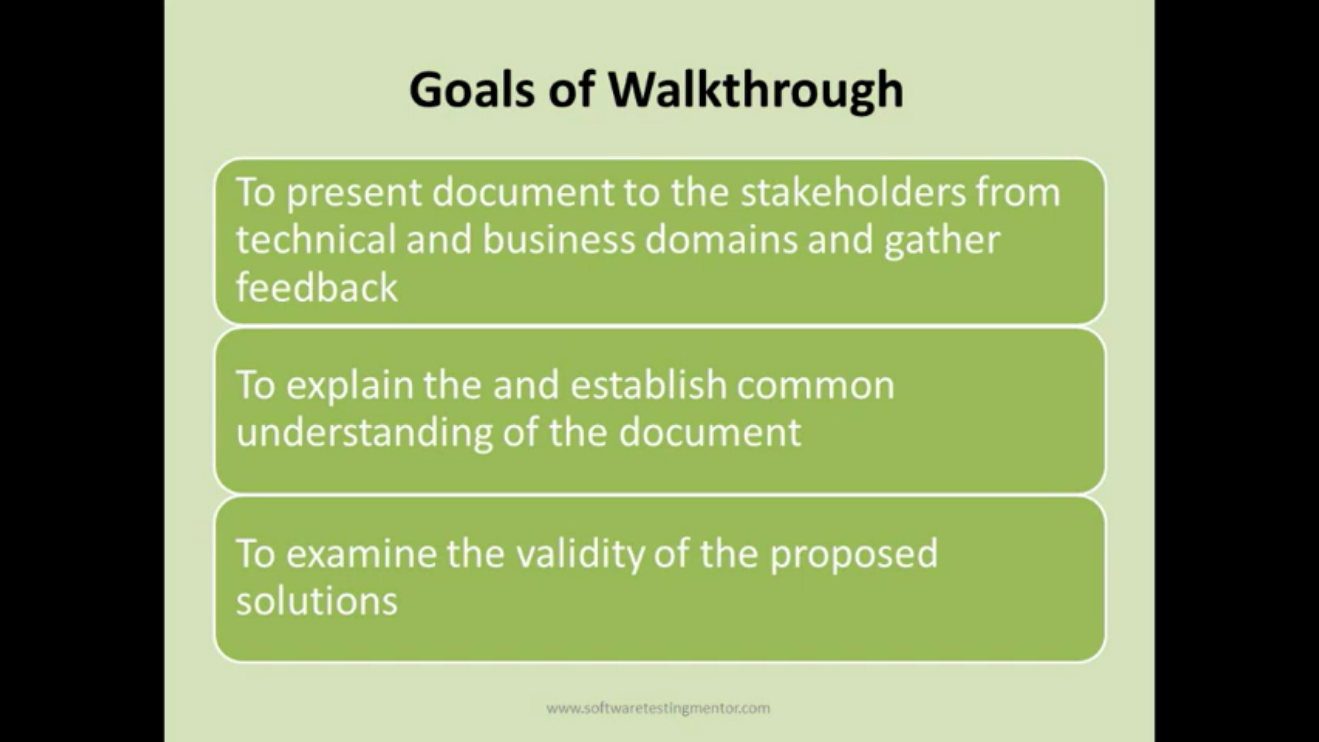 Goals of Walkthrough
To present document to the stakeholders from
technical and business domains and gather
feedback
To explain the and establish common
understanding of the document
To examine the validity of the proposed
solutions
www.softwaretestingmentor.com